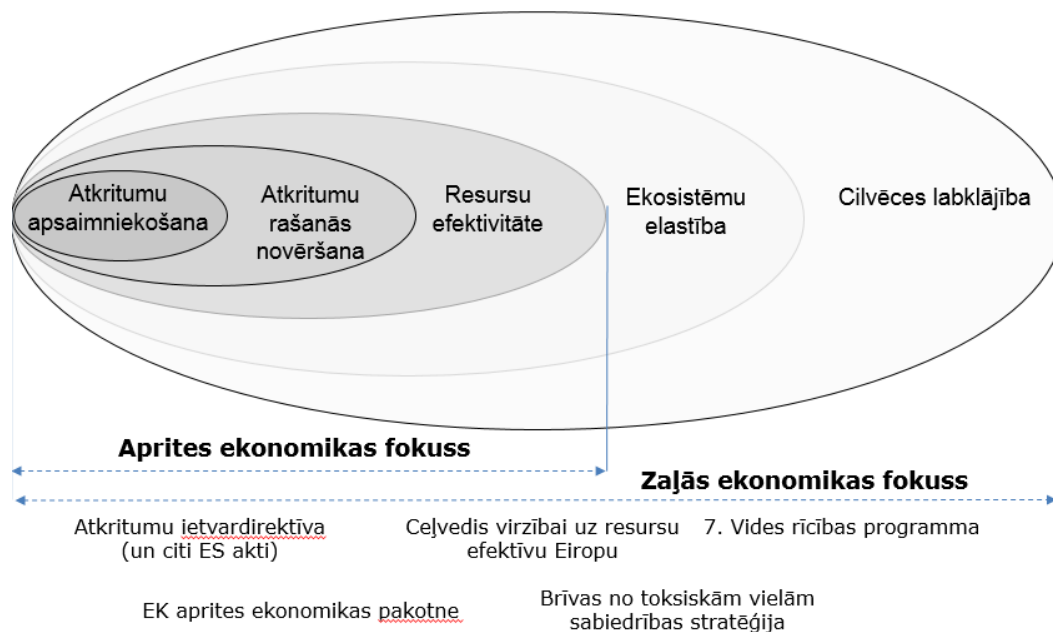 Atkritumu
apsaimniekošana
Atkritumu
rašanās
novēršana
Resursu
efektivitāte
Ekosistēmu
elastība
Cilvēces labklājība
Aprites ekonomikas fokuss
Zaļās ekonomikas fokuss
Atkritumu ietvardirektīva
(un citi ES akti)
Ceļvedis virzībai uz resursu
efektīvu Eiropu
7. Vides rīcības programma
EK aprites ekonomikas pakotne
Brīvas no toksiskām vielām
sabiedrības stratēģija